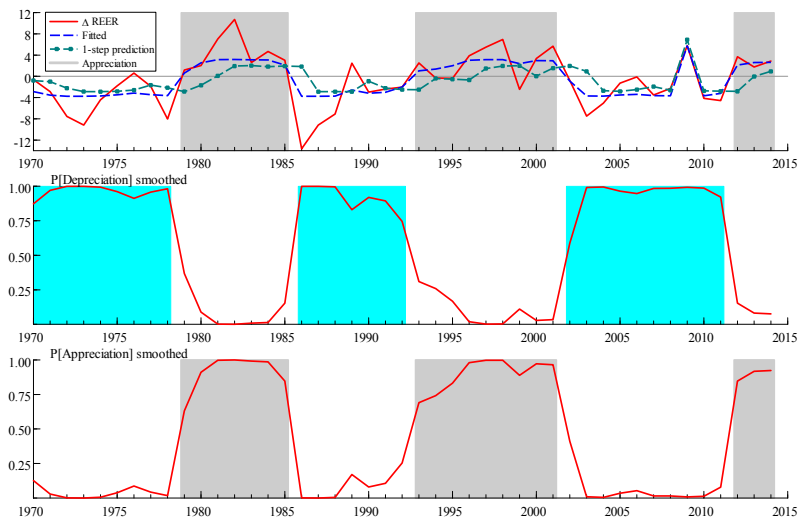 Δ REER
Fitted
1-step prediction
Appreciation
12
8
4
0
-4
-8
-12
1970 1975 1980 1985 1990 1995 2000 2005 2010 2015
P[Depreciation] smoothed
1.00
0.75
0.50
0.25
1970 1975 1980 1985 1990 1995 2000 2005 2010 2015
P[Appreciation] smoothed
1.00
0.75
0.50
0.25
1970 1975 1980 1985 1990 1995 2000 2005 2010 2015